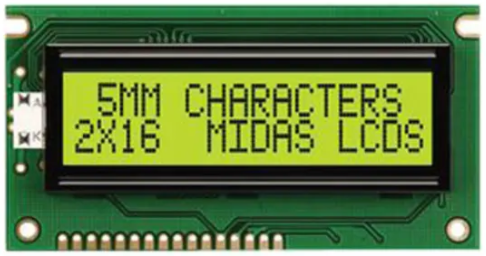 5MM CHARACTERS
2X16 MIDAS LCDS
A
K